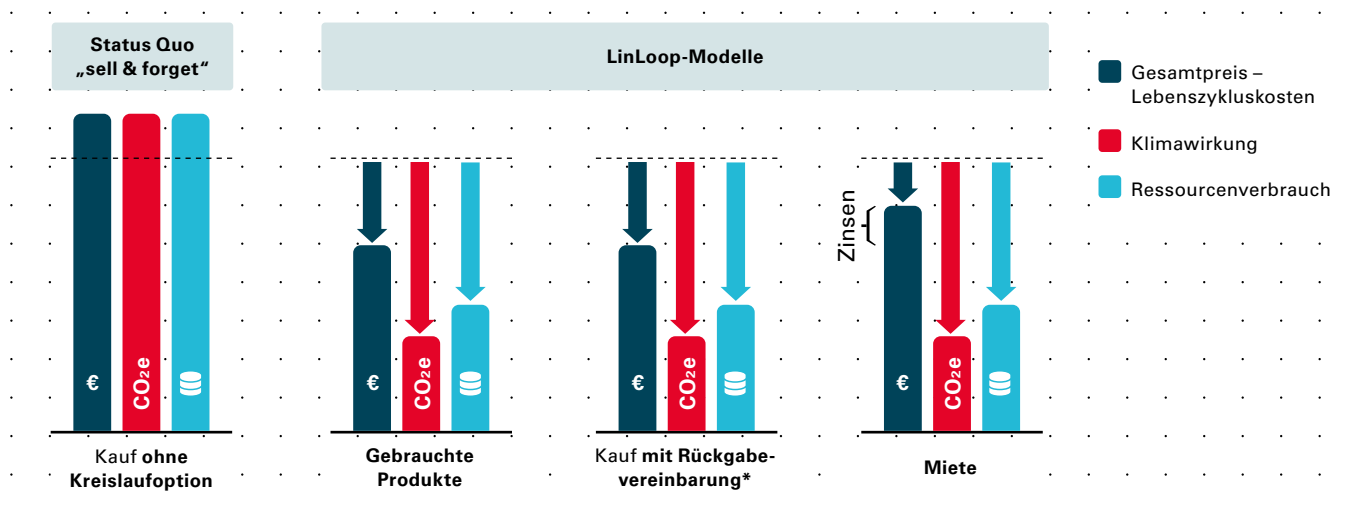 Status Quo
„sell & forget“
LinLoop-Modelle
Gesamtpreis –
Lebenszykluskosten
Klimawirkung
Ressourcenverbrauch
Zinsen
€
CO₂e
€
CO₂e
€
CO₂e
€
CO₂e
Kauf ohne
Kreislaufoption
Gebrauchte
Produkte
Kauf mit Rückgabe-
vereinbarung*
Miete